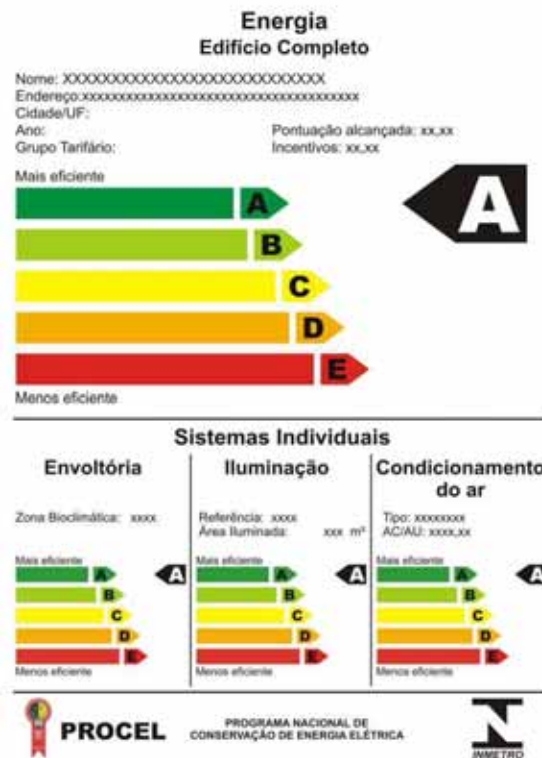 Energia
Edifício Completo
Nome: XXXXXXXXXXXXXXXXXXXXXXXXXXX
Endereço:xxxxxxxxxxxxxxxxxxxxxxxxxxxxxxxxxxxxxx
Cidade/UF:
Ano: Pontuação alcançada: xx,xx
Grupo Tarifário: Incentivos: xx,xx
Mais eficiente
A A
B
C
D
E
Menos eficiente
Sistemas Individuais
Envoltória
Zona Bioclimática: xxxx
Mais eficiente
A A
B
C
D
E
Menos eficiente
Iluminação
Referência: xxxx
Área Iluminada: xxx m²
Mais eficiente
A A
B
C
D
E
Menos eficiente
Condicionamento
do ar
Tipo: xxxxxxxx
AC/AU: xxxx,xx
Mais eficiente
A A
B
C
D
E
Menos eficiente
PROCEL
PROGRAMA NACIONAL DE
CONSERVAÇÃO DE ENERGIA ELÉTRICA
INMETRO